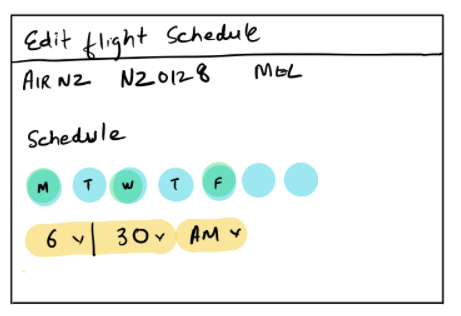 Edit flight Schedule
AIR NZ NZ0128 MEL
Schedule
M T W T F
6 30 AM